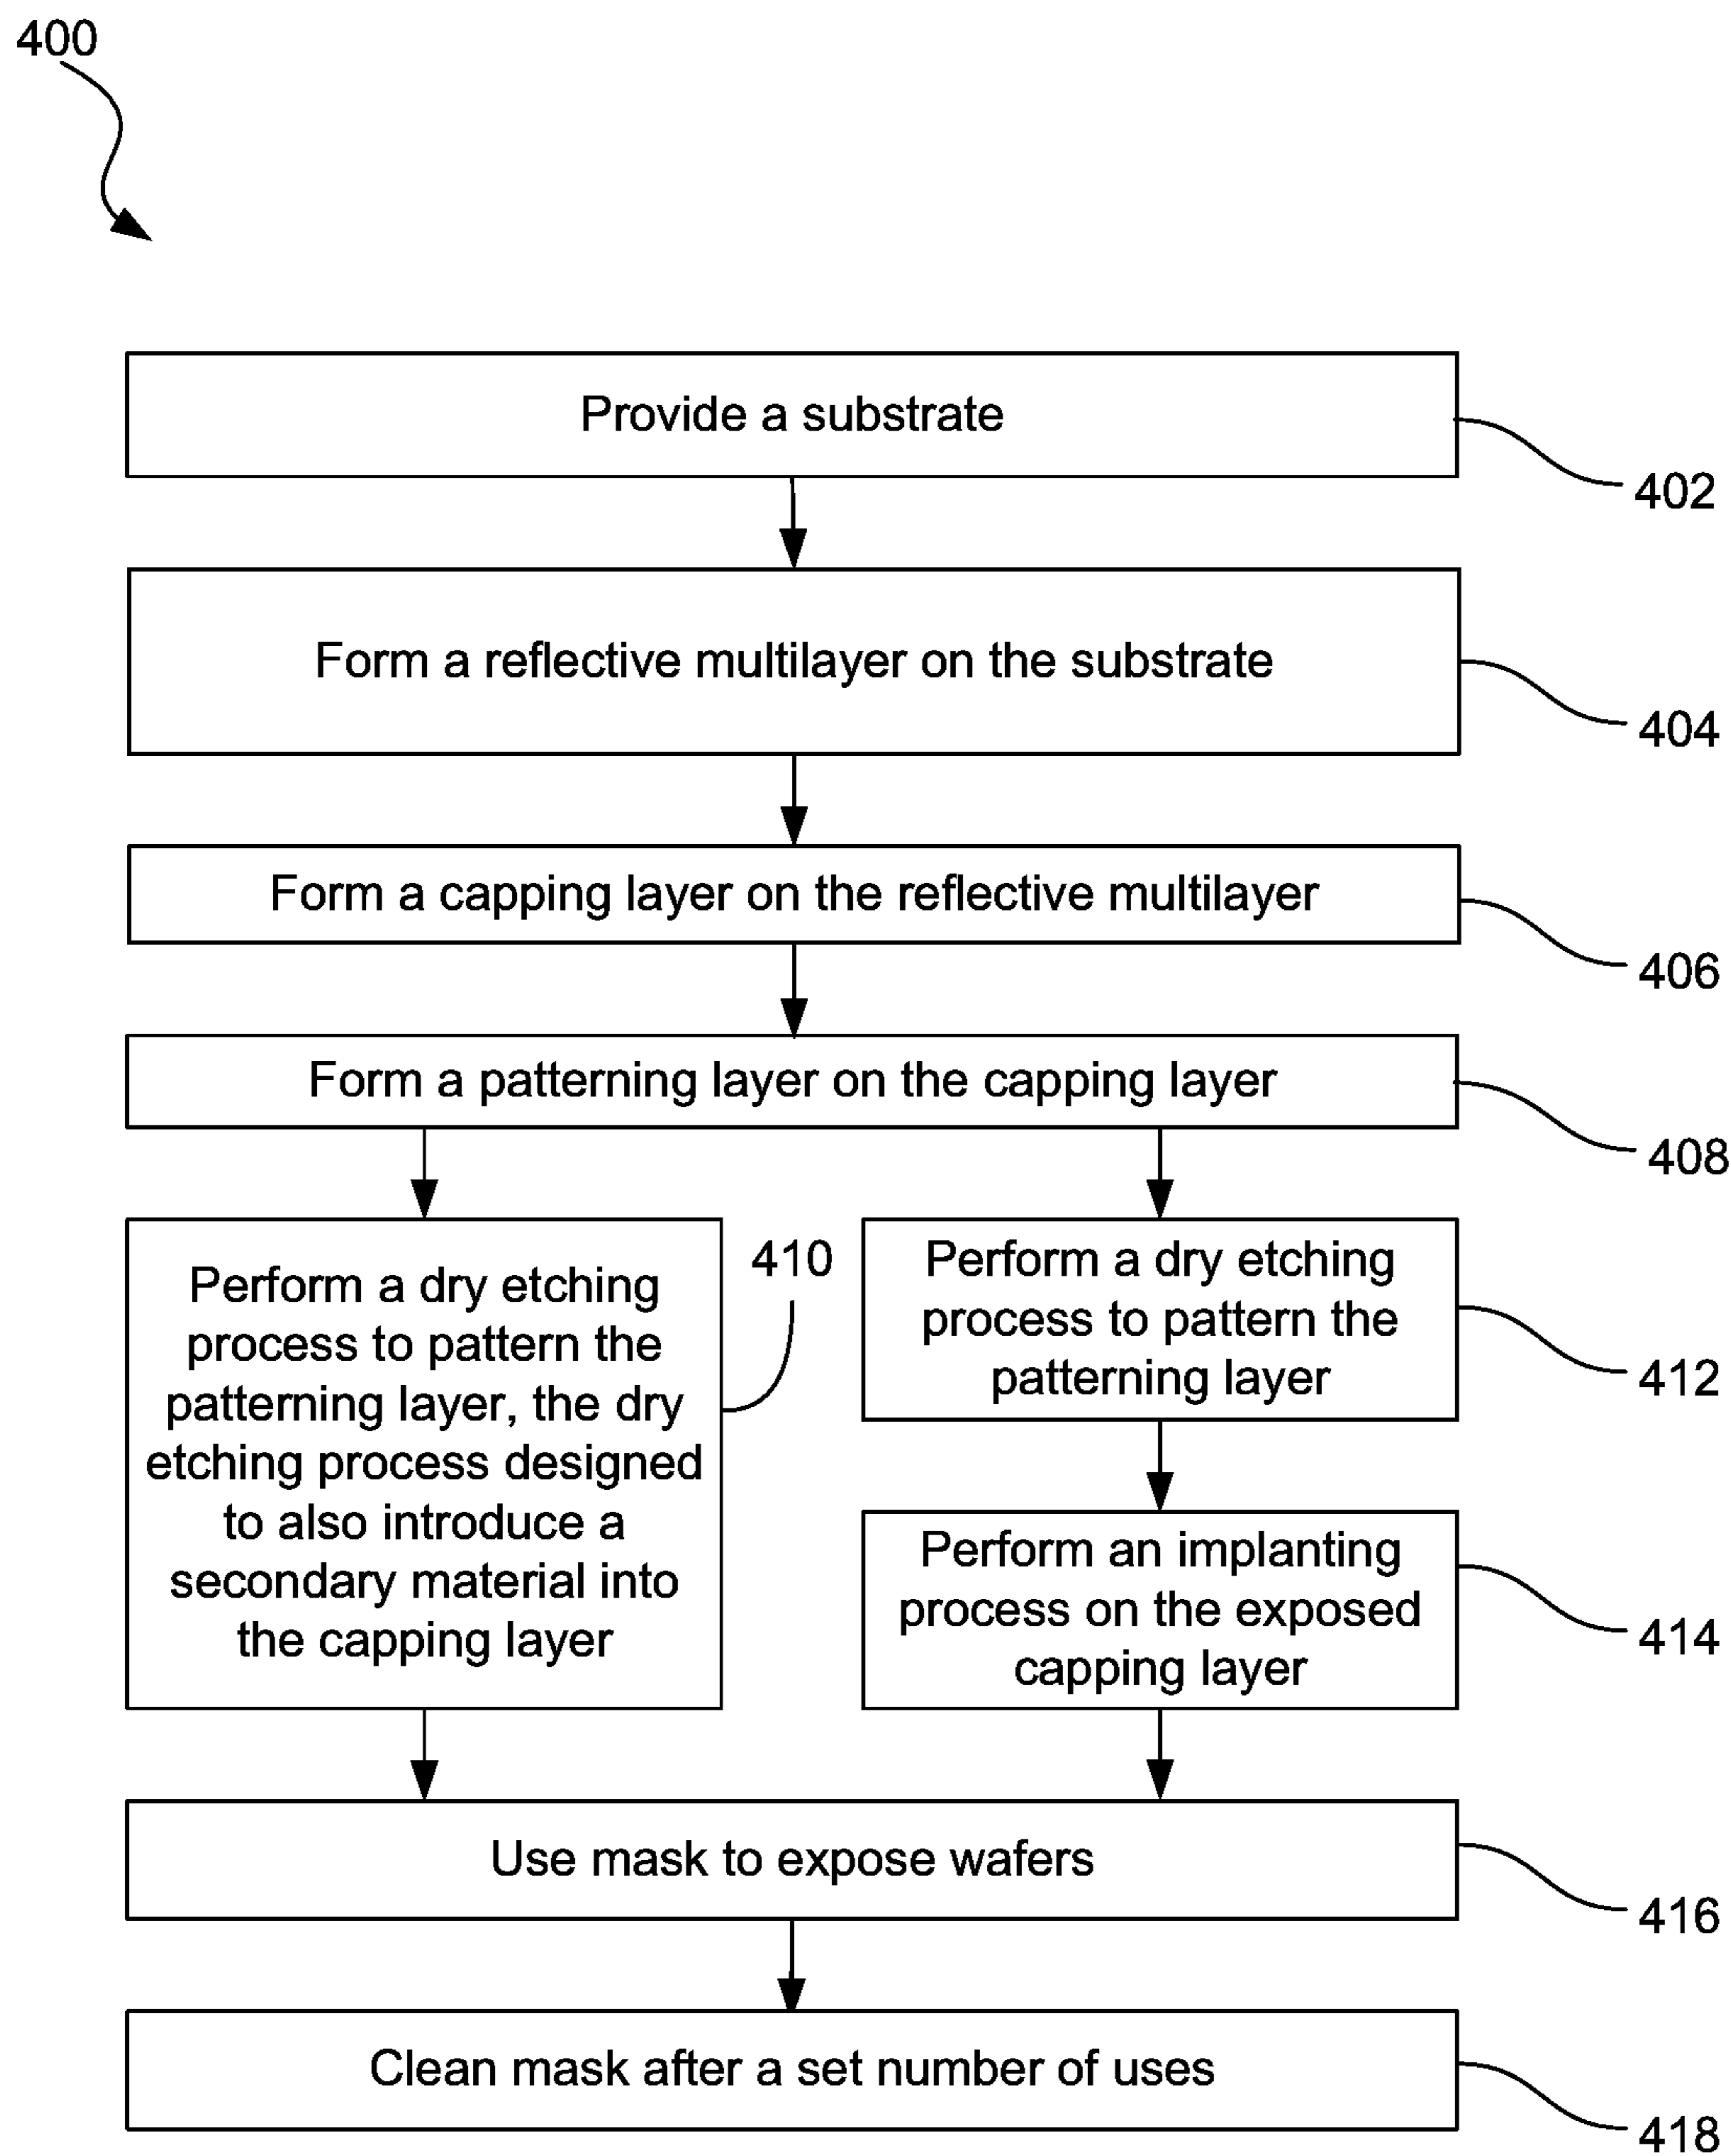 400
Provide a substrate
402
Form a reflective multilayer on the substrate
404
Form a capping layer on the reflective multilayer
406
Form a patterning layer on the capping layer
408
Perform a dry etching
process to pattern the
patterning layer, the dry
etching process designed
to also introduce a
secondary material into
the capping layer
410
Perform a dry etching
process to pattern the
patterning layer
412
Perform an implanting
process on the exposed
capping layer
414
Use mask to expose wafers
416
Clean mask after a set number of uses
418